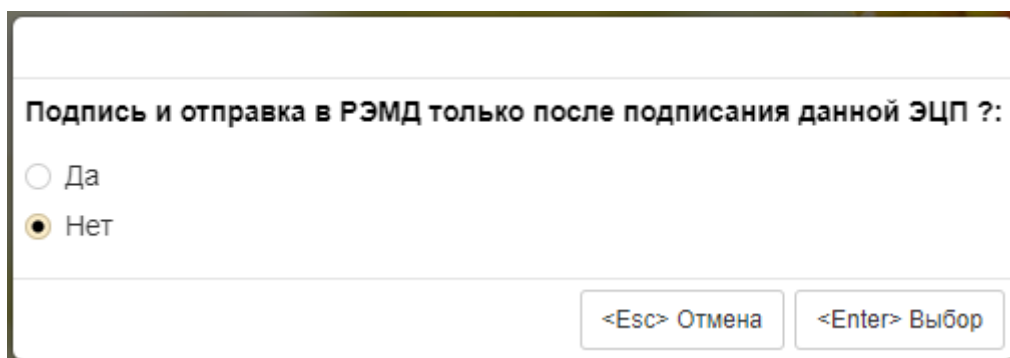 Подпись и отправка в РЭМД только после подписания данной ЭЦП ?:
Да
Нет
<Esc> Отмена
<Enter> Выбор